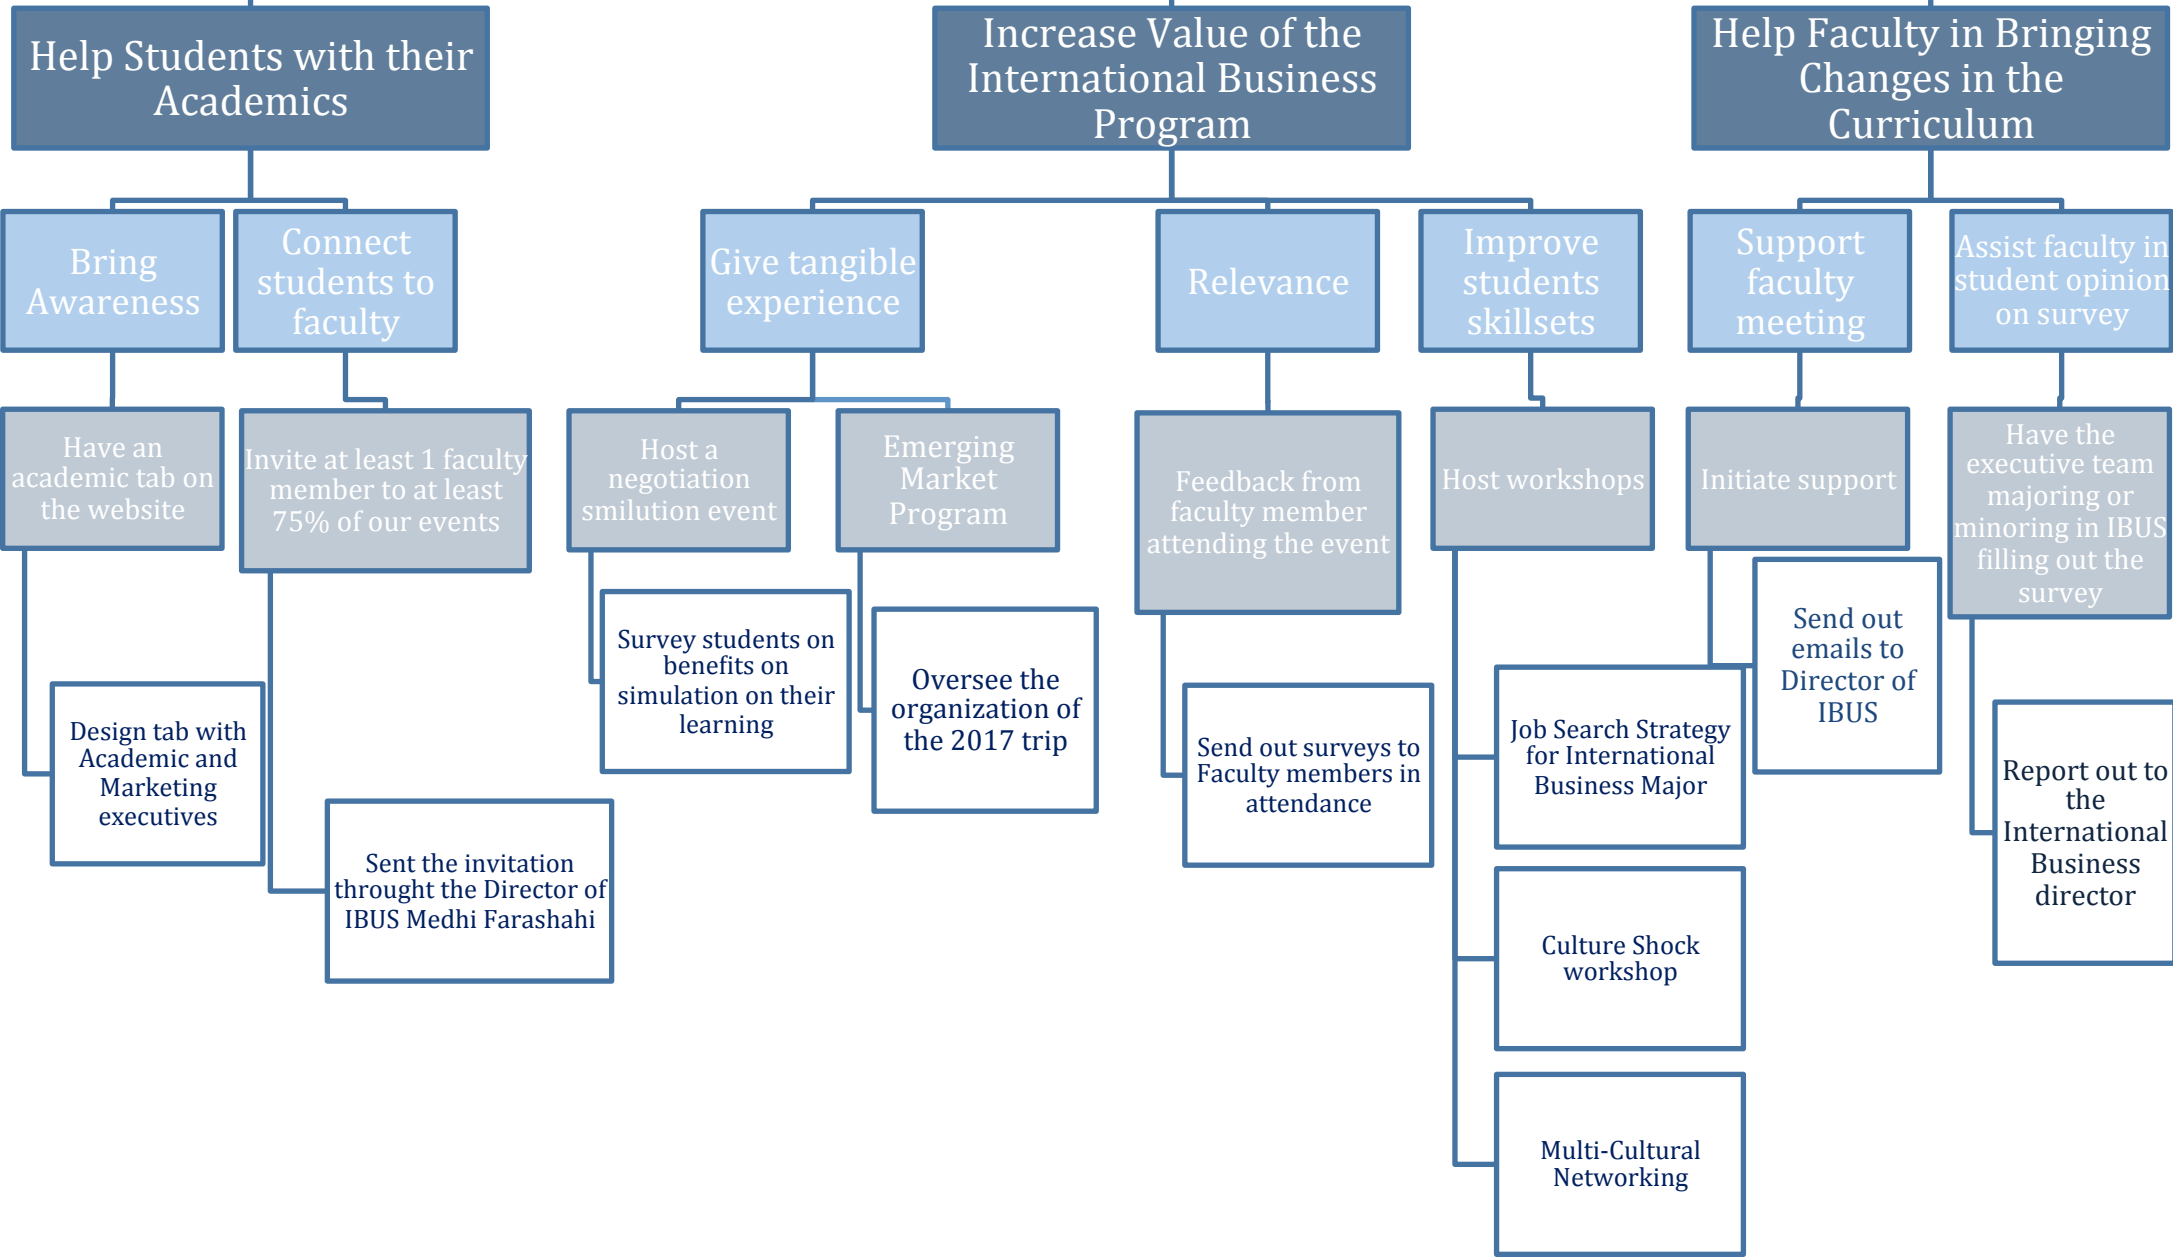 Help Students with their
Academics
Increase Value of the
International Business
Program
Help Faculty in Bringing
Changes in the
Curriculum
Bring
Awareness
Connect
students to
faculty
Give tangible
experience
Relevance
Improve
students
skillsets
Support
faculty
meeting
Assist faculty in
student opinion
on survey
Have an
academic tab on
the website
Invite at least 1 faculty
member to at least
75% of our events
Host a
negotiation
smilution event
Emerging
Market
Program
Feedback from
faculty member
attending the event
Host workshops
Initiate support
Have the
executive team
majoring or
minoring in IBUS
filling out the
survey
Design tab with
Academic and
Marketing
executives
Sent the invitation
throught the Director of
IBUS Medhi Farashahi
Survey students on
benefits on
simulation on their
learning
Oversee the
organization of
the 2017 trip
Send out surveys to
Faculty members in
attendance
Job Search Strategy
for International
Business Major
Culture Shock
workshop
Multi-Cultural
Networking
Send out
emails to
Director of
IBUS
Report out to
the
International
Business
director